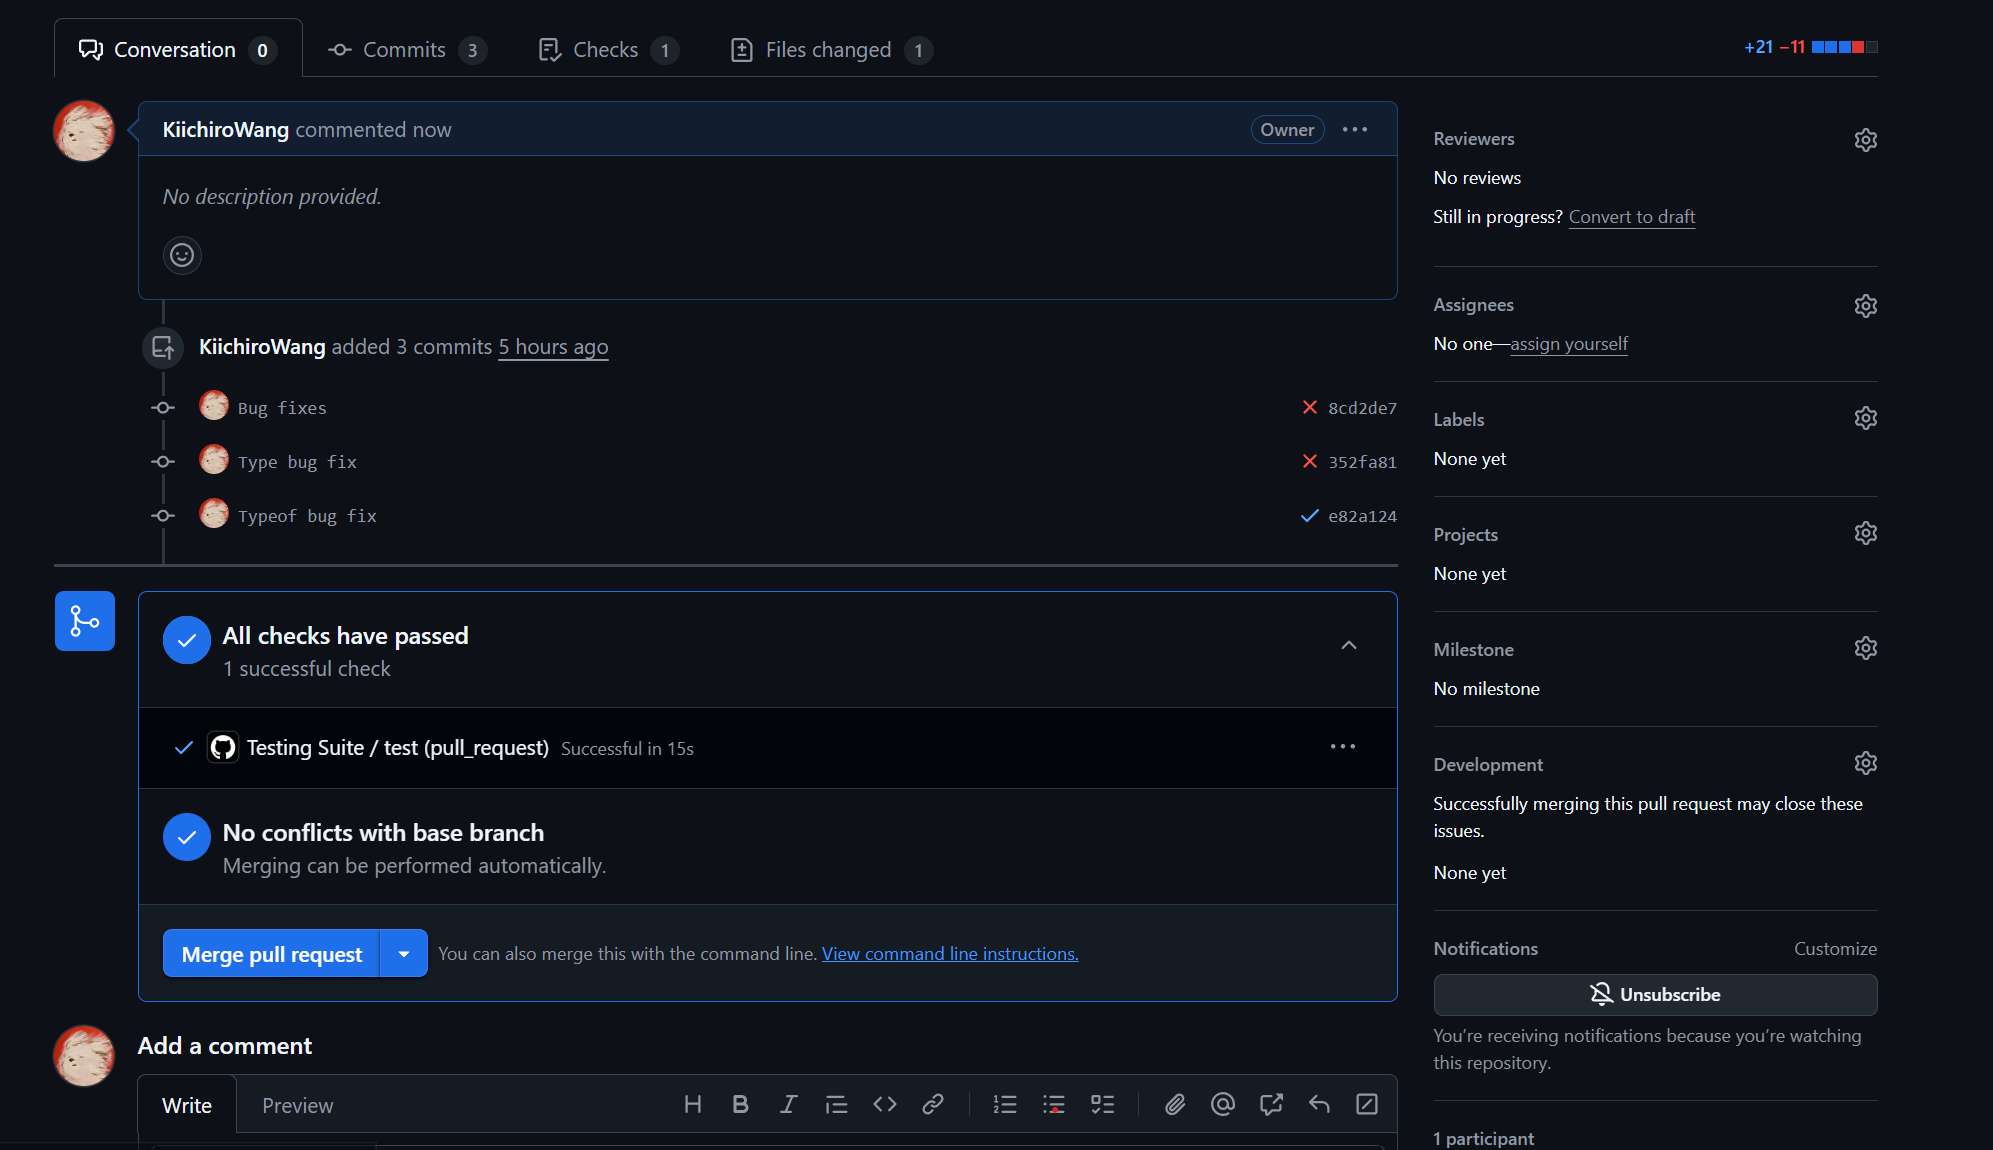 Conversation 0 Commits 3 Checks 1 Files changed 1
+21 −11
KiichiroWang commented now Owner
No description provided.
KiichiroWang added 3 commits 5 hours ago
Bug fixes 8cd2de7
Type bug fix 352fa81
Typeof bug fix e82a124
All checks have passed
1 successful check
Testing Suite / test (pull_request) Successful in 15s
No conflicts with base branch
Merging can be performed automatically.
Merge pull request You can also merge this with the command line. View command line instructions.
Add a comment
Write Preview
Reviewers
No reviews
Still in progress? Convert to draft
Assignees
No one—assign yourself
Labels
None yet
Projects
None yet
Milestone
No milestone
Development
Successfully merging this pull request may close these
issues.
None yet
Notifications Customize
Unsubscribe
You’re receiving notifications because you’re watching
this repository.
1 participant